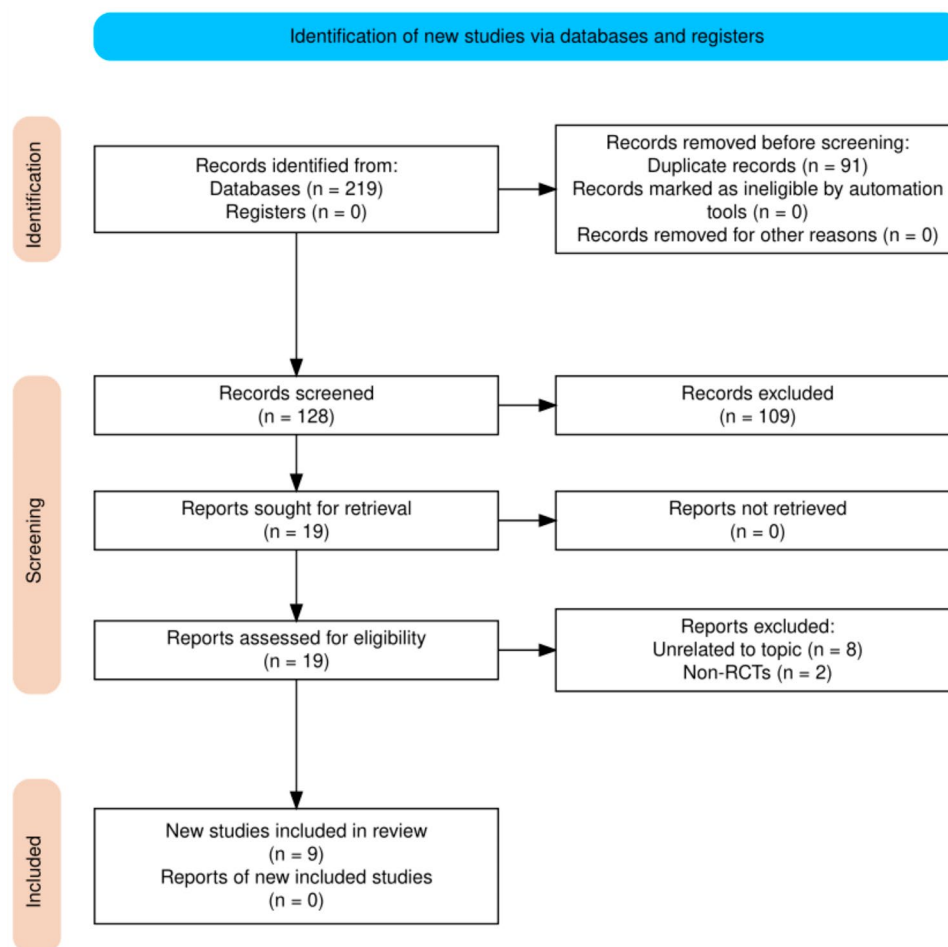 Identification of new studies via databases and registers
Identification
Records identified from:
Databases (n = 219)
Registers (n = 0)
Records removed before screening:
Duplicate records (n = 91)
Records marked as ineligible by automation
tools (n = 0)
Records removed for other reasons (n = 0)
Screening
Records screened
(n = 128)
Records excluded
(n = 109)
Reports sought for retrieval
(n = 19)
Reports not retrieved
(n = 0)
Reports assessed for eligibility
(n = 19)
Reports excluded:
Unrelated to topic (n = 8)
Non-RCTs (n = 2)
Included
New studies included in review
(n = 9)
Reports of new included studies
(n = 0)